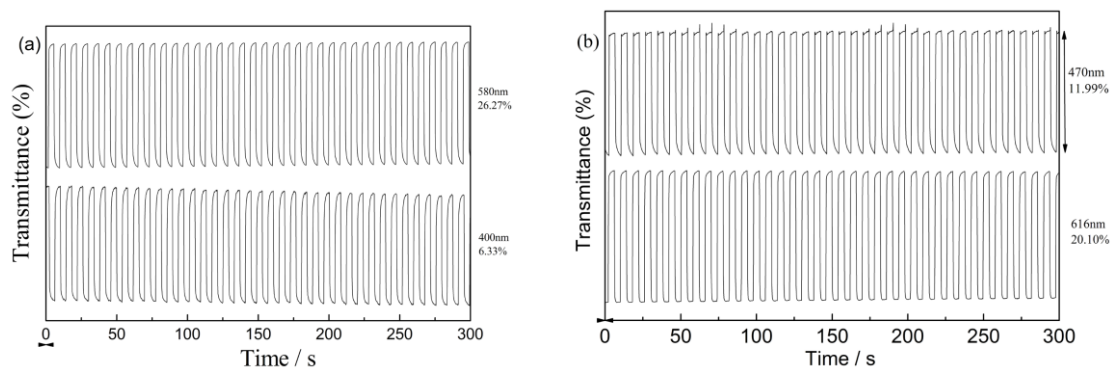 (a)
Transmittance (%)
580nm
26.27%
400nm
6.33%
0 50 100 150 200 250 300
Time / s
(b)
Transmittance (%)
470nm
11.99%
616nm
20.10%
0 50 100 150 200 250 300
Time / s